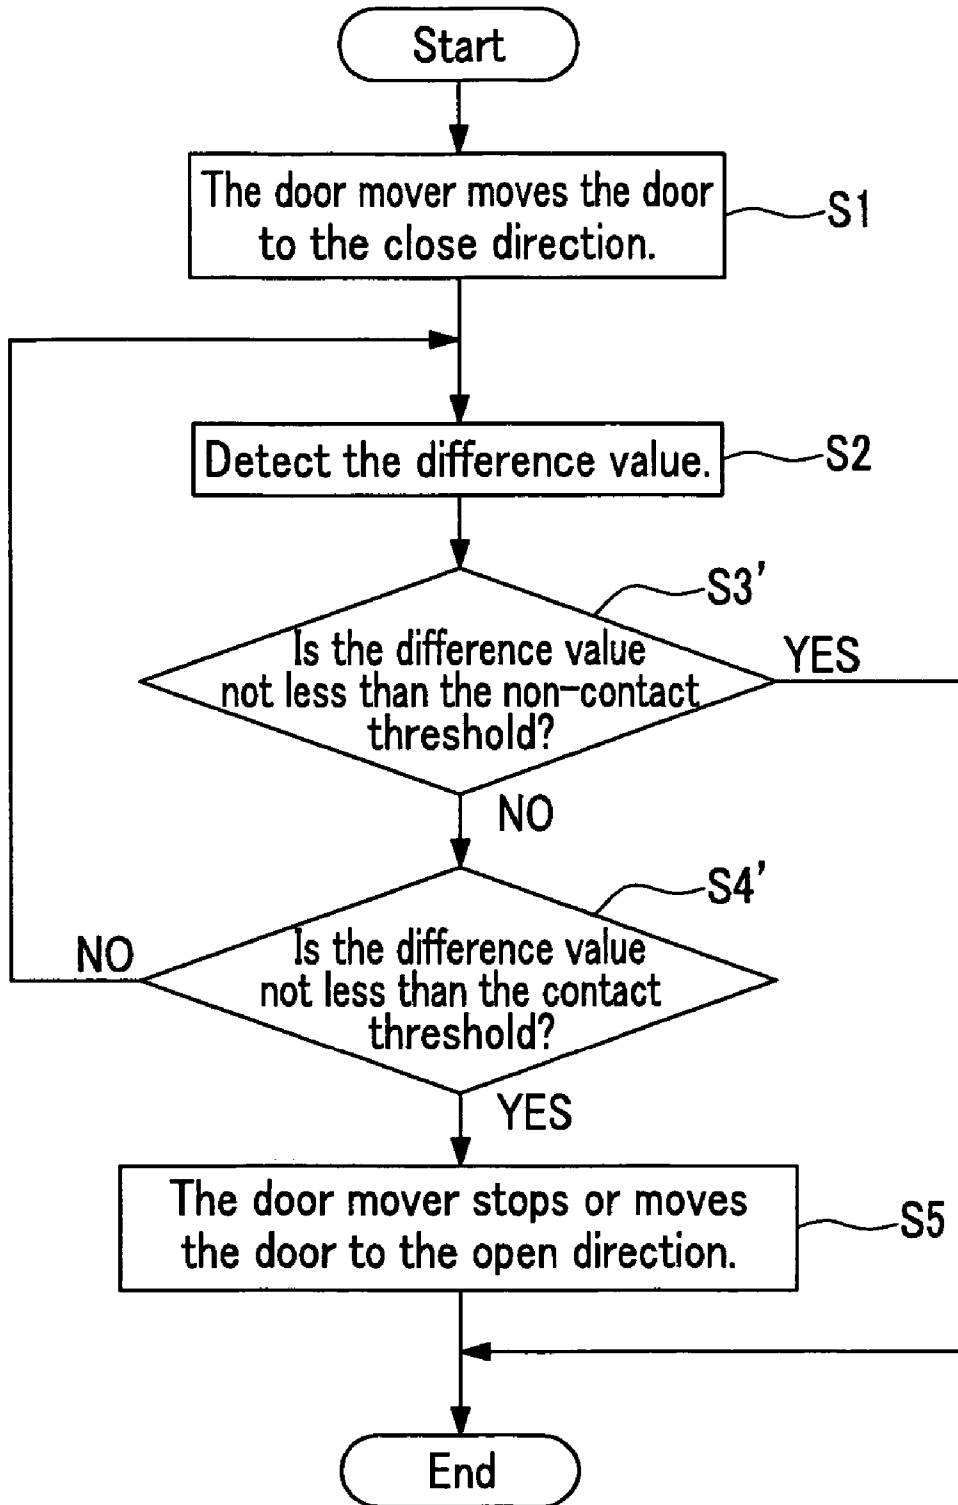 Start
The door mover moves the door
to the close direction.
S1
Detect the difference value.
S2
S3’
Is the difference value
not less than the non-contact
threshold?
YES
NO
S4’
Is the difference value
not less than the contact
threshold?
NO
YES
The door mover stops or moves
the door to the open direction.
S5
End